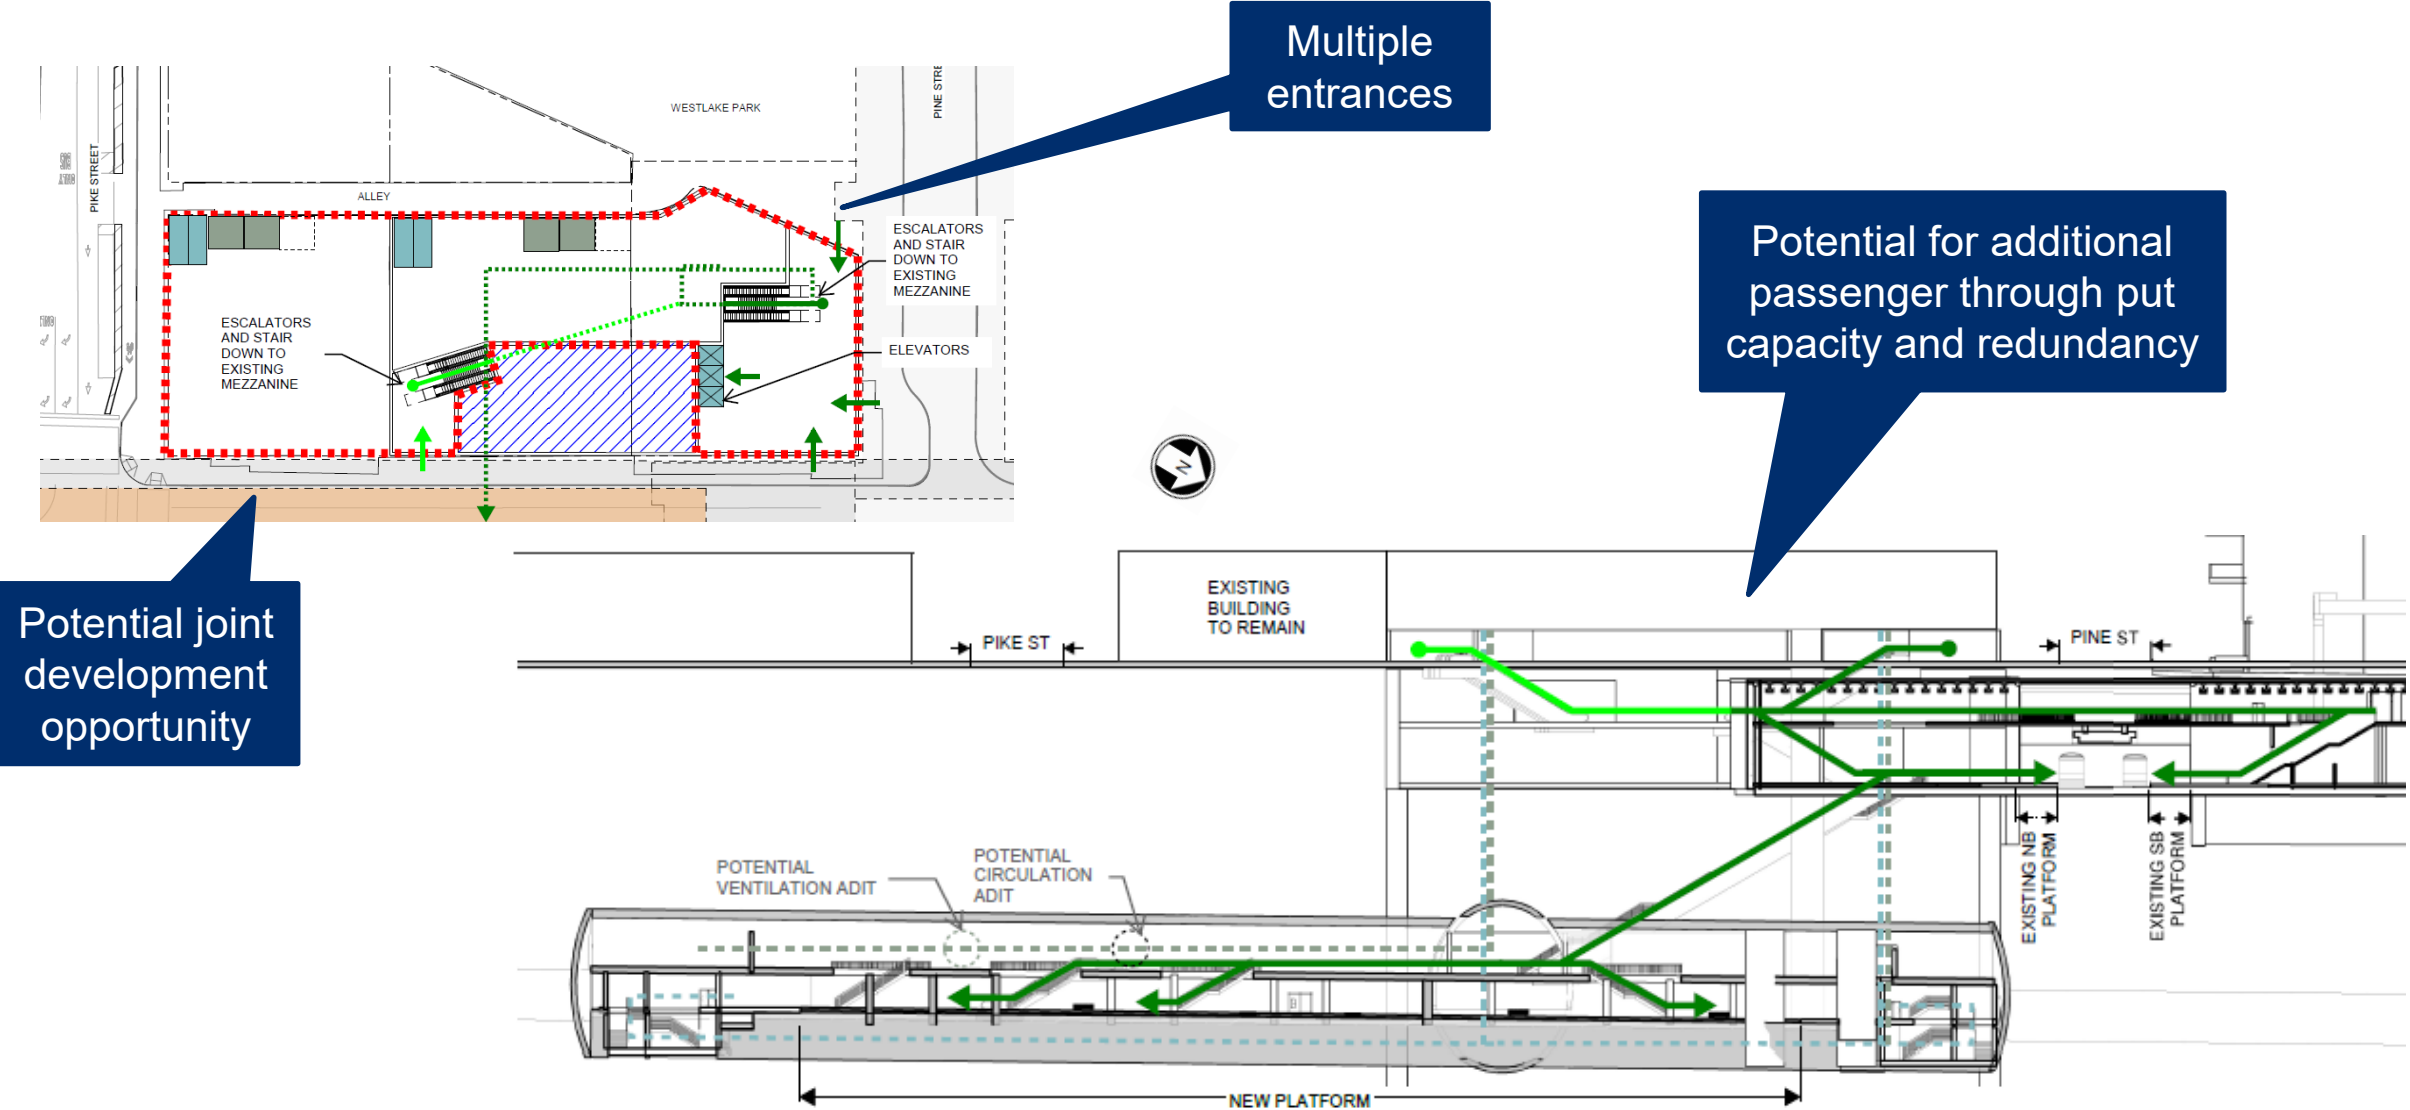 Multiple
entrances
WESTLAKE PARK
PINE STRE
PIKE STREET
ALLEY
ESCALATORS
AND STAIR
DOWN TO
EXISTING
MEZZANINE
ESCALATORS
AND STAIR
DOWN TO
EXISTING
MEZZANINE
ELEVATORS
Potential for additional
passenger through put
capacity and redundancy
N
Potential joint
development
opportunity
EXISTING
BUILDING
TO REMAIN
PIKE ST
PINE ST
POTENTIAL
VENTILATION ADIT
POTENTIAL
CIRCULATION
ADIT
EXISTING NB
PLATFORM
EXISTING SB
PLATFORM
NEW PLATFORM